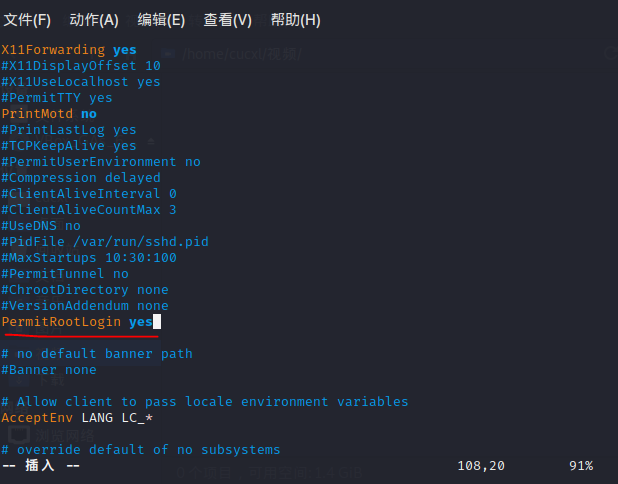 文件(F) 动作(A) 编辑(E) 查看(V) 帮助(H)
X11Forwarding yes
#X11DisplayOffset 10
#X11UseLocalhost yes
#PermitTTY yes
PrintMotd no
#PrintLastLog yes
#TCPKeepAlive yes
#PermitUserEnvironment no
#Compression delayed
#ClientAliveInterval 0
#ClientAliveCountMax 3
#UseDNS no
#PidFile /var/run/sshd.pid
#MaxStartups 10:30:100
#PermitTunnel no
#ChrootDirectory none
#VersionAddendum none
PermitRootLogin yes
# no default banner path
#Banner none
# Allow client to pass locale environment variables
AcceptEnv LANG LC_*
# override default of no subsystems
-- 插入 -- 108,20 91%